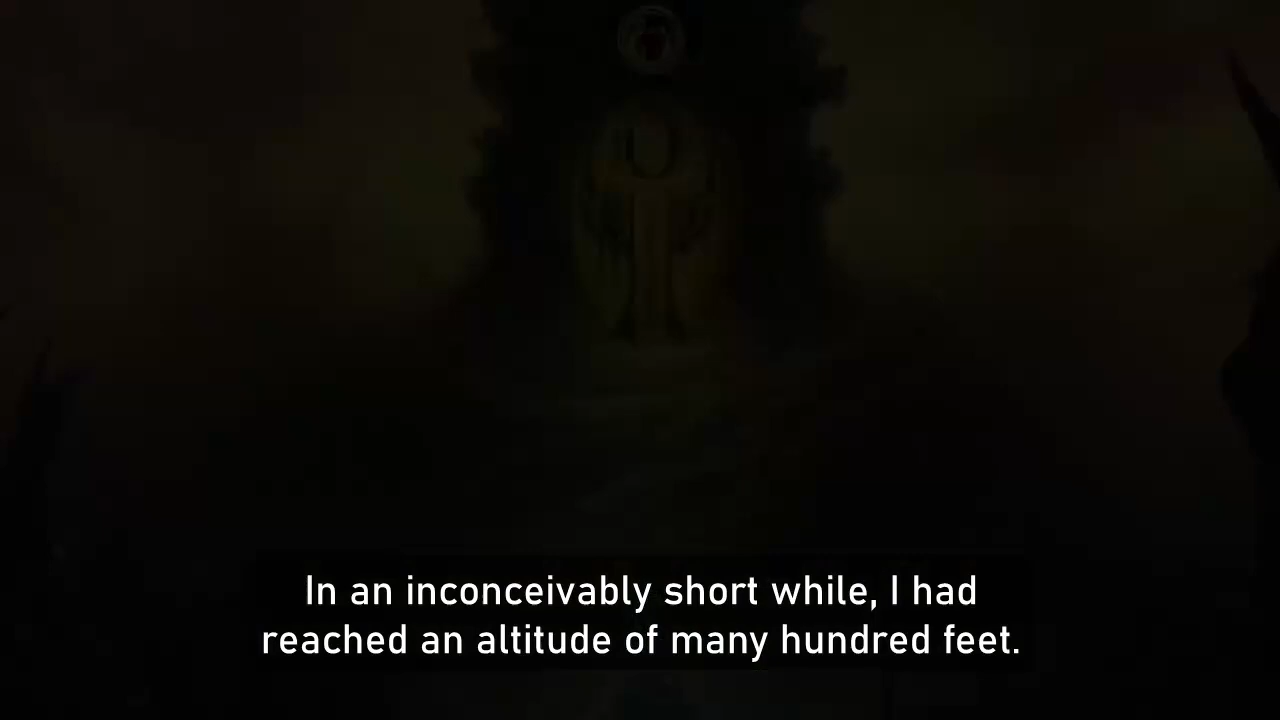 In an inconceivably short while, I had
reached an altitude of many hundred feet.